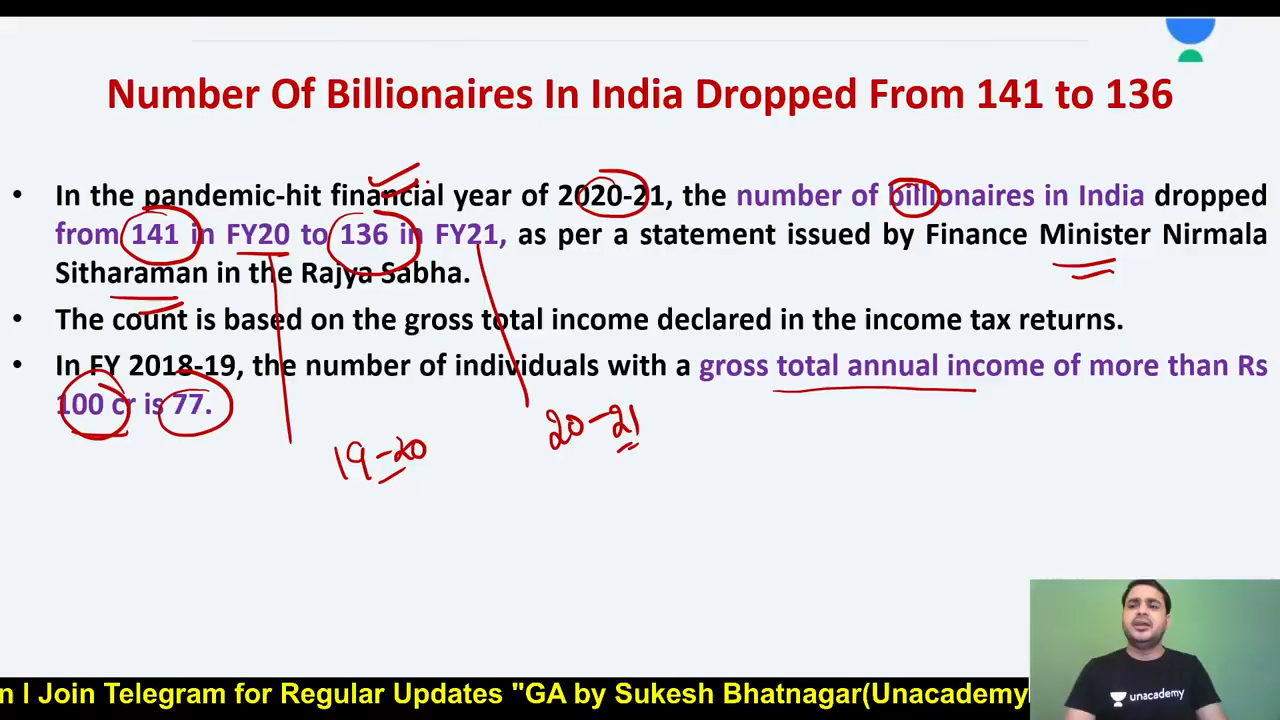 Number Of Billionaires In India Dropped From 141 to 136
• In the pandemic-hit financial year of 2020-21, the number of billionaires in India dropped
from 141 in FY20 to 136 in FY21, as per a statement issued by Finance Minister Nirmala
Sitharaman in the Rajya Sabha.
• The count is based on the gross total income declared in the income tax returns.
• In FY 2018-19, the number of individuals with a gross total annual income of more than Rs
100 cr is 77.
19-20
20-21
unacademy
n I Join Telegram for Regular Updates "GA by Sukesh Bhatnagar(Unacademy